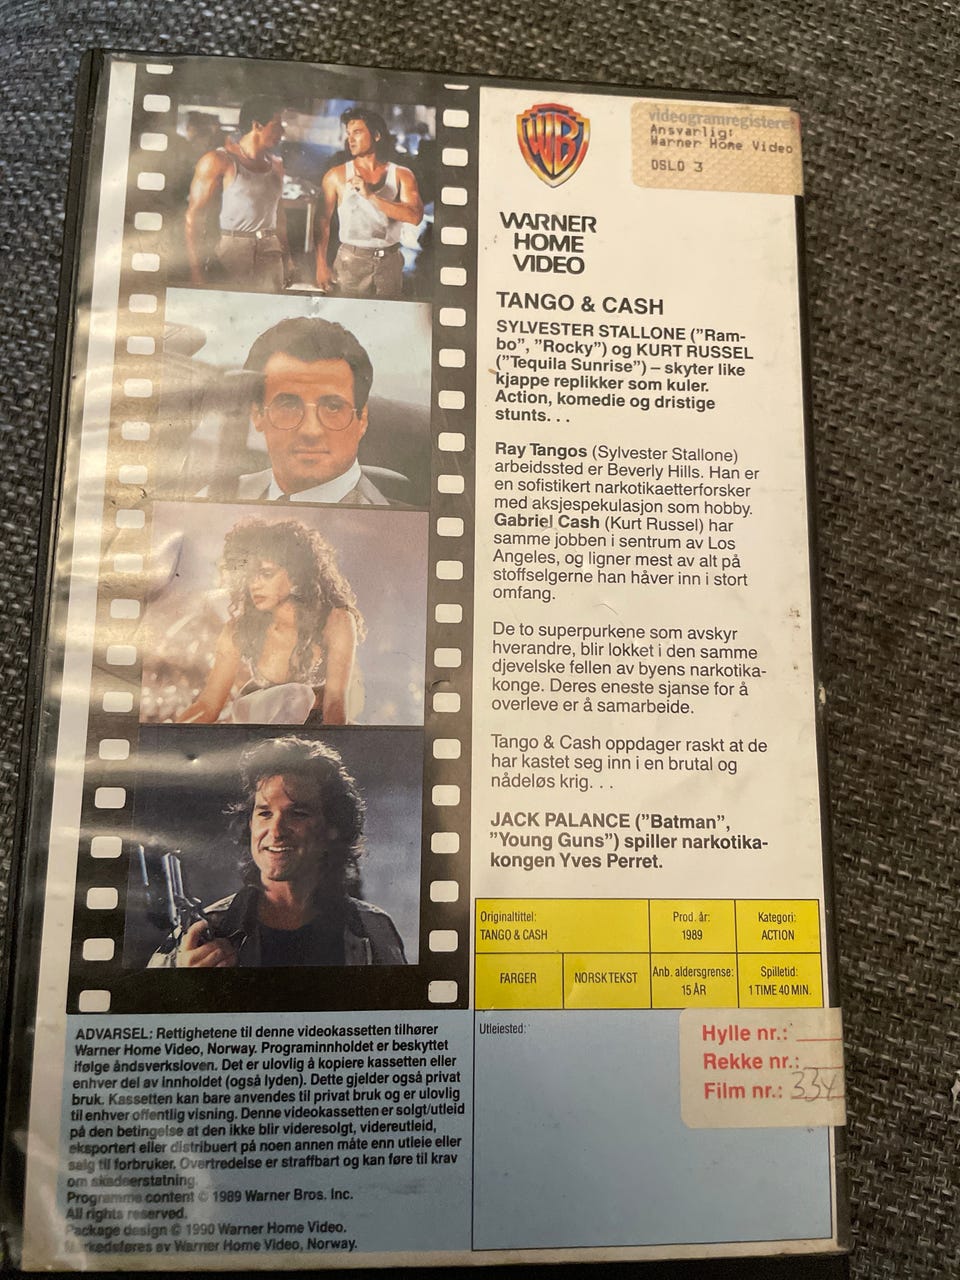 WB
videogramregisteret
Ansvarlig:
Warner Home Video
OSLO 3
WARNER
HOME
VIDEO
TANGO & CASH
SYLVESTER STALLONE ("Ram-
bo", "Rocky") og KURT RUSSEL
("Tequila Sunrise") – skyter like
kjappe replikker som kuler.
Action, komedie og dristige
stunts. . .
Ray Tangos (Sylvester Stallone)
arbeidssted er Beverly Hills. Han er
en sofistikert narkotikaetterforsker
med aksjespekulasjon som hobby.
Gabriel Cash (Kurt Russel) har
samme jobben i sentrum av Los
Angeles, og ligner mest av alt på
stoffselgerne han håver inn i stort
omfang.
De to superpurkene som avskyr
hverandre, blir lokket i den samme
djevelske fellen av byens narkotika-
konge. Deres eneste sjanse for å
overleve er å samarbeide.
Tango & Cash oppdager raskt at de
har kastet seg inn i en brutal og
nådeløs krig. . .
JACK PALANCE ("Batman",
"Young Guns") spiller narkotika-
kongen Yves Perret.
Originaltittel:
TANGO & CASH
Prod. år:
1989
Kategori:
ACTION
FARGER
NORSK TEKST
Anb. aldersgrense:
15 ÅR
Spilletid:
1 TIME 40 MIN.
ADVARSEL: Rettighetene til denne videokassetten tilhører
Warner Home Video, Norway. Programinnholdet er beskyttet
ifølge åndsverksloven. Det er ulovlig å kopiere kassetten eller
enhver del av innholdet (også lyden). Dette gjelder også privat
bruk. Kassetten kan bare anvendes til privat bruk og er ulovlig
til enhver offentlig visning. Denne videokassetten er solgt/utleid
på den betingelse at den ikke blir videresolgt, videreutleid,
eksportert eller distribuert på noen annen måte enn utleie eller
salg til forbruker. Overtredelse er straffbart og kan føre til krav
om skadeerstatning.
Programme content © 1989 Warner Bros. Inc.
All rights reserved.
Package design © 1990 Warner Home Video.
Markedsføres av Warner Home Video, Norway.
Utleiested:
Hylle nr.:
Rekke nr.:
Film nr.: 334